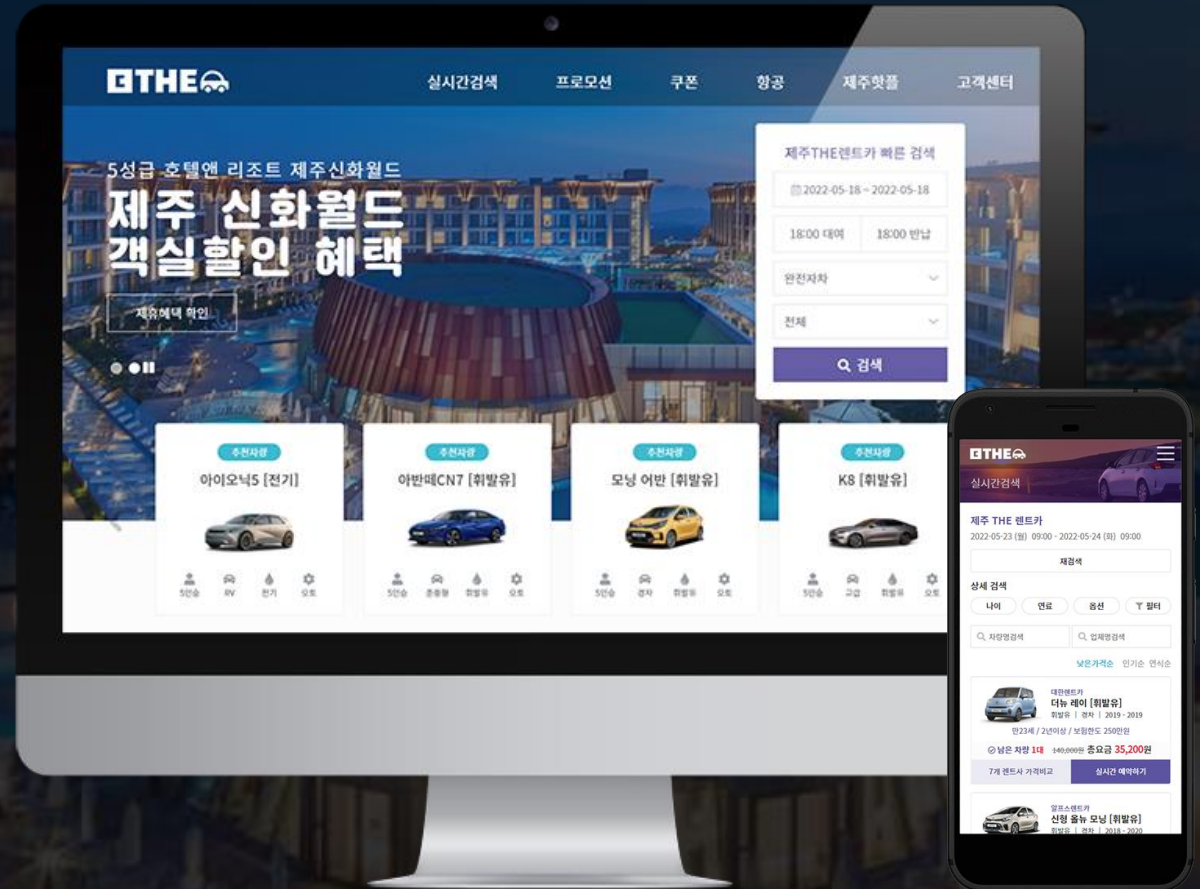 THE
실시간검색 프로모션 쿠폰 항공 제주핫플 고객센터
5성급 호텔앤 리조트 제주신화월드
제주 신화월드
객실할인 혜택
제휴혜택 확인
제주THE렌트카 빠른 검색
2022-05-18 ~ 2022-05-18
18:00 대여 18:00 반납
완전자차
전체
검색
추천차량
아이오닉5 [전기]
5인승 RV 전기 오토
추천차량
아반떼CN7 [휘발유]
5인승 준중형 휘발유 오토
추천차량
모닝 어반 [휘발유]
5인승 경차 휘발유 오토
추천차량
K8 [휘발유]
5인승 고급 휘발유 오토
THE
실시간검색
제주 THE 렌트카
2022-05-23 (월) 09:00 - 2022-05-24 (화) 09:00
재검색
상세 검색
나이 연료 옵션 필터
차량명검색 업체명검색
낮은가격순 인기순 연식순
대한렌트카
더뉴 레이 [휘발유]
휘발유 | 경차 | 2019 - 2019
만23세 / 2년이상 / 보험한도 250만원
남은 차량 1대 140,000원 총요금 35,200원
7개 렌트사 가격비교 실시간 예약하기
알프스렌트카
신형 올뉴 모닝 [휘발유]
휘발유 | 경차 | 2018 - 2020